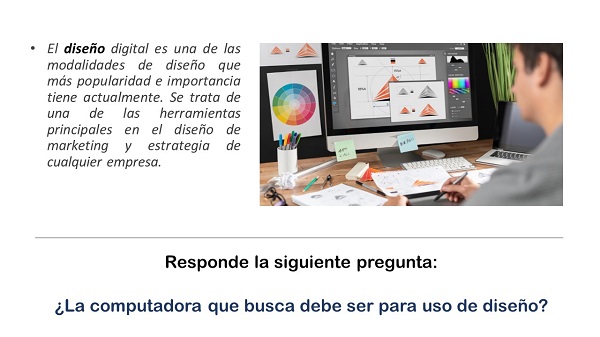 • El diseño digital es una de las
modalidades de diseño que
más popularidad e importancia
tiene actualmente. Se trata de
una de las herramientas
principales en el diseño de
marketing y estrategia de
cualquier empresa.
Responde la siguiente pregunta:
¿La computadora que busca debe ser para uso de diseño?